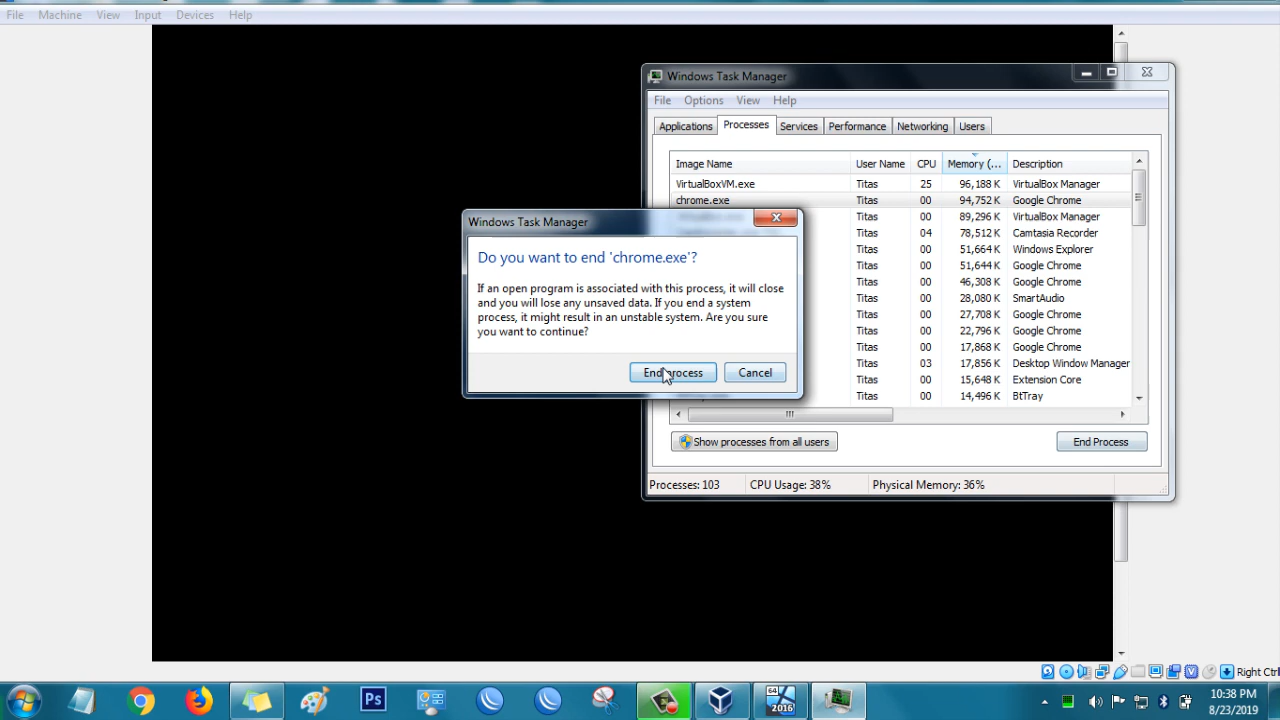 File Machine View Input Devices Help
Windows Task Manager
File Options View Help
Applications Processes Services Performance Networking Users
Image Name User Name CPU Memory (... Description
VirtualBoxVM.exe Titas 25 96,188 K VirtualBox Manager
chrome.exe Titas 00 94,752 K Google Chrome
Titas 00 89,296 K VirtualBox Manager
Titas 04 78,512 K Camtasia Recorder
Titas 00 51,664 K Windows Explorer
Titas 00 51,644 K Google Chrome
Titas 00 46,308 K Google Chrome
Titas 00 28,080 K SmartAudio
Titas 00 27,708 K Google Chrome
Titas 00 22,796 K Google Chrome
Titas 00 17,868 K Google Chrome
Titas 03 17,856 K Desktop Window Manager
Titas 00 15,648 K Extension Core
Titas 00 14,496 K BtTray
Show processes from all users End Process
Processes: 103 CPU Usage: 38% Physical Memory: 36%
Windows Task Manager
Do you want to end 'chrome.exe'?
If an open program is associated with this process, it will close
and you will lose any unsaved data. If you end a system
process, it might result in an unstable system. Are you sure
you want to continue?
End process Cancel
Right Ctrl
Ps
64
2016
10:38 PM
8/23/2019